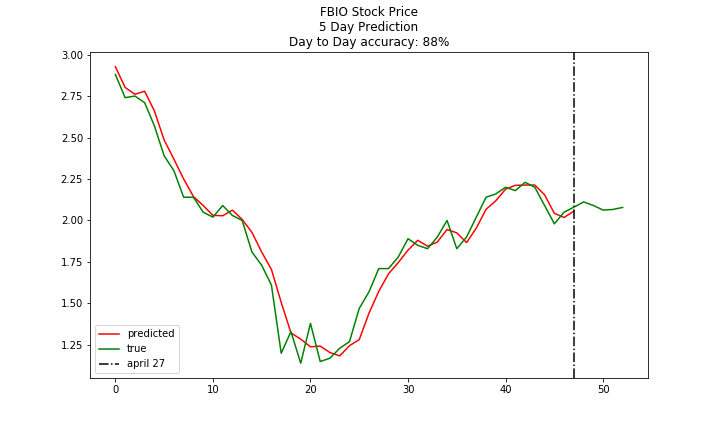 FBIO Stock Price
5 Day Prediction
Day to Day accuracy: 88%
3.00
2.75
2.50
2.25
2.00
1.75
1.50
1.25
predicted
true
april 27
0 10 20 30 40 50